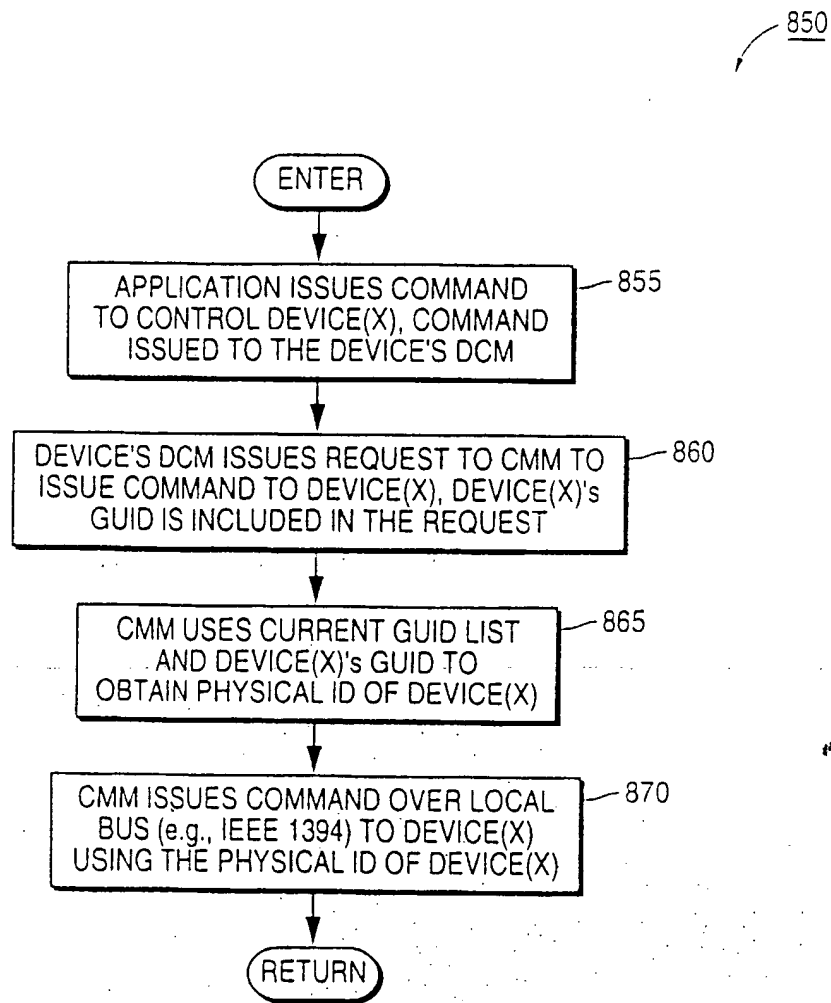 850
ENTER
APPLICATION ISSUES COMMAND
TO CONTROL DEVICE(X), COMMAND
ISSUED TO THE DEVICE'S DCM
855
DEVICE'S DCM ISSUES REQUEST TO CMM TO
ISSUE COMMAND TO DEVICE(X), DEVICE(X)'s
GUID IS INCLUDED IN THE REQUEST
860
CMM USES CURRENT GUID LIST
AND DEVICE(X)'s GUID TO
OBTAIN PHYSICAL ID OF DEVICE(X)
865
CMM ISSUES COMMAND OVER LOCAL
BUS (e.g., IEEE 1394) TO DEVICE(X)
USING THE PHYSICAL ID OF DEVICE(X)
870
RETURN